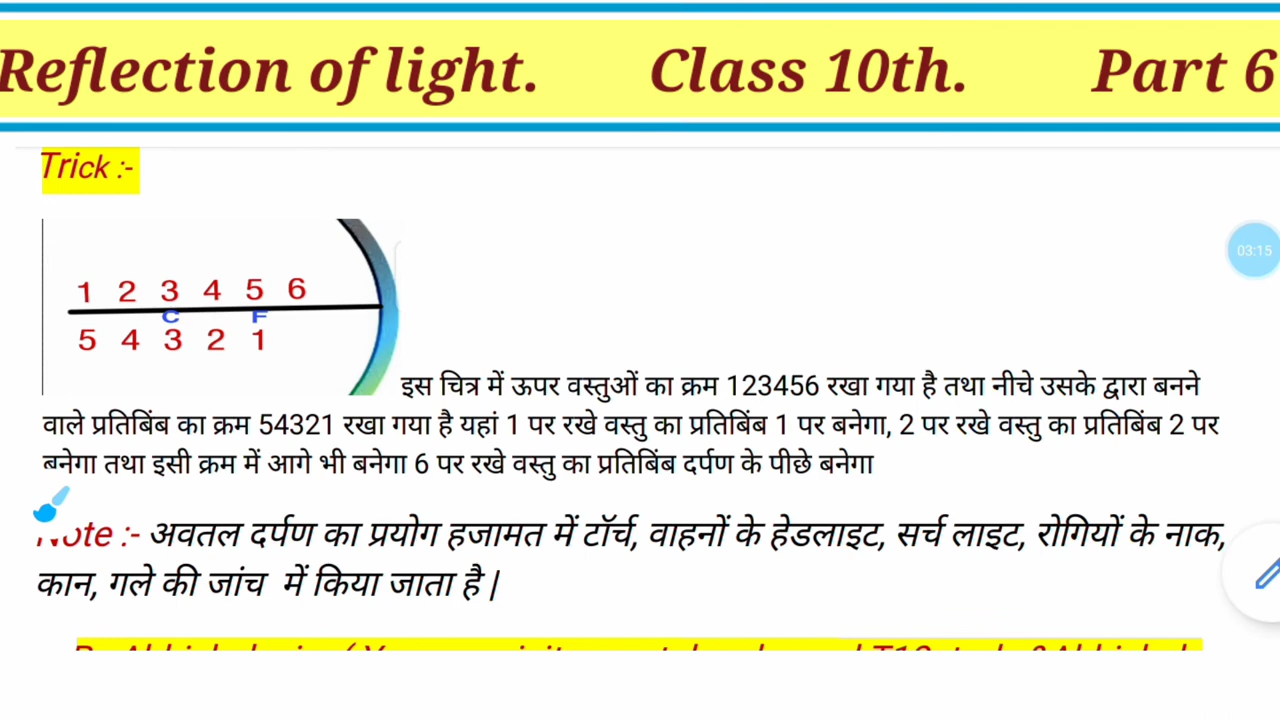 Reflection of light. Class 10th. Part 6
Trick :-
03:15
1 2 3 4 5 6
C F
5 4 3 2 1
इस चित्र में ऊपर वस्तुओं का क्रम 123456 रखा गया है तथा नीचे उसके द्वारा बनने
वाले प्रतिबिंब का क्रम 54321 रखा गया है यहां 1 पर रखे वस्तु का प्रतिबिंब 1 पर बनेगा, 2 पर रखे वस्तु का प्रतिबिंब 2 पर
बनेगा तथा इसी क्रम में आगे भी बनेगा 6 पर रखे वस्तु का प्रतिबिंब दर्पण के पीछे बनेगा
Note :- अवतल दर्पण का प्रयोग हजामत में टॉर्च, वाहनों के हेडलाइट, सर्च लाइट, रोगियों के नाक,
कान, गले की जांच में किया जाता है |